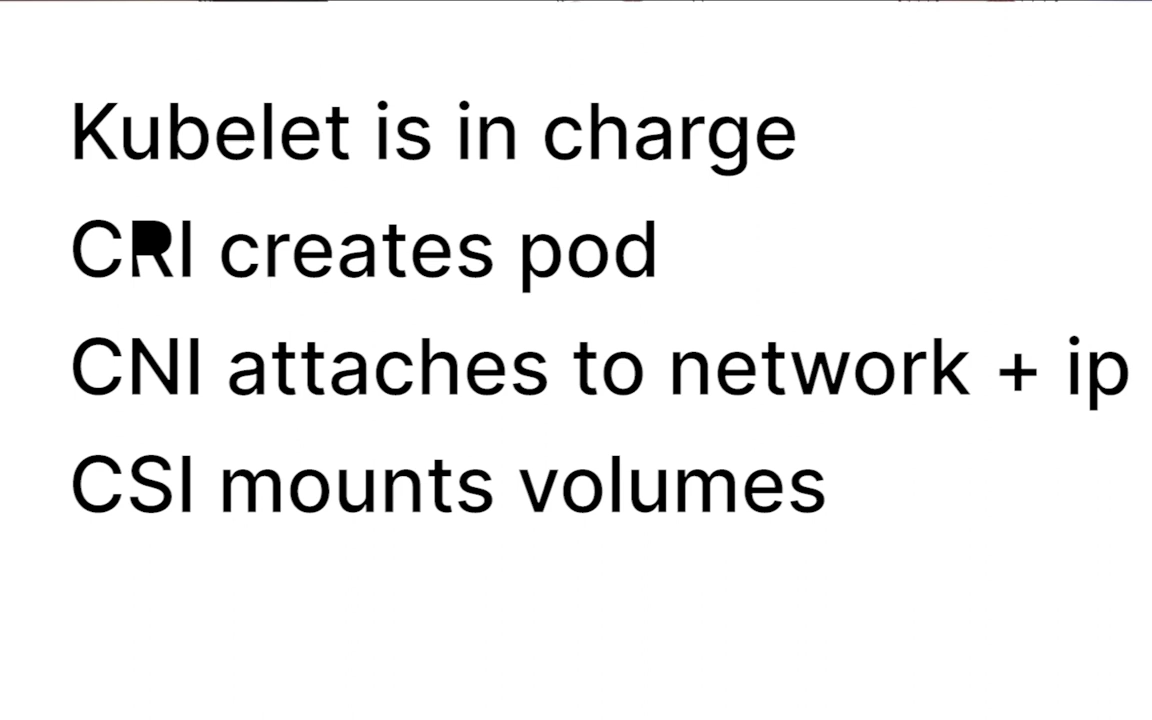 Kubelet is in charge
CRI creates pod
CNI attaches to network + ip
CSI mounts volumes